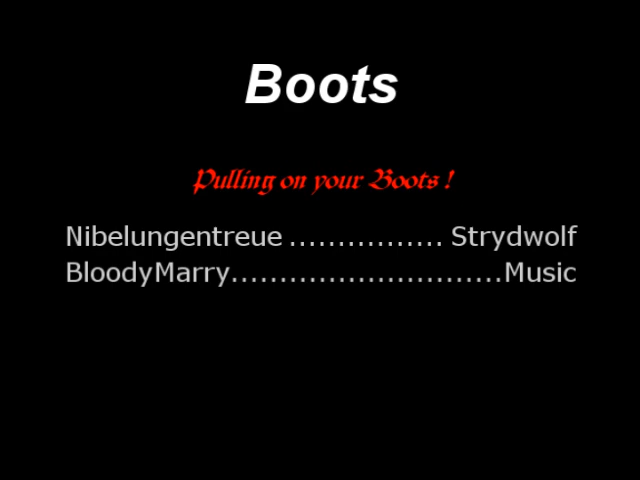 Boots
Pulling on your Boots !
Nibelungentreue ................ Strydwolf
BloodyMarry............................Music